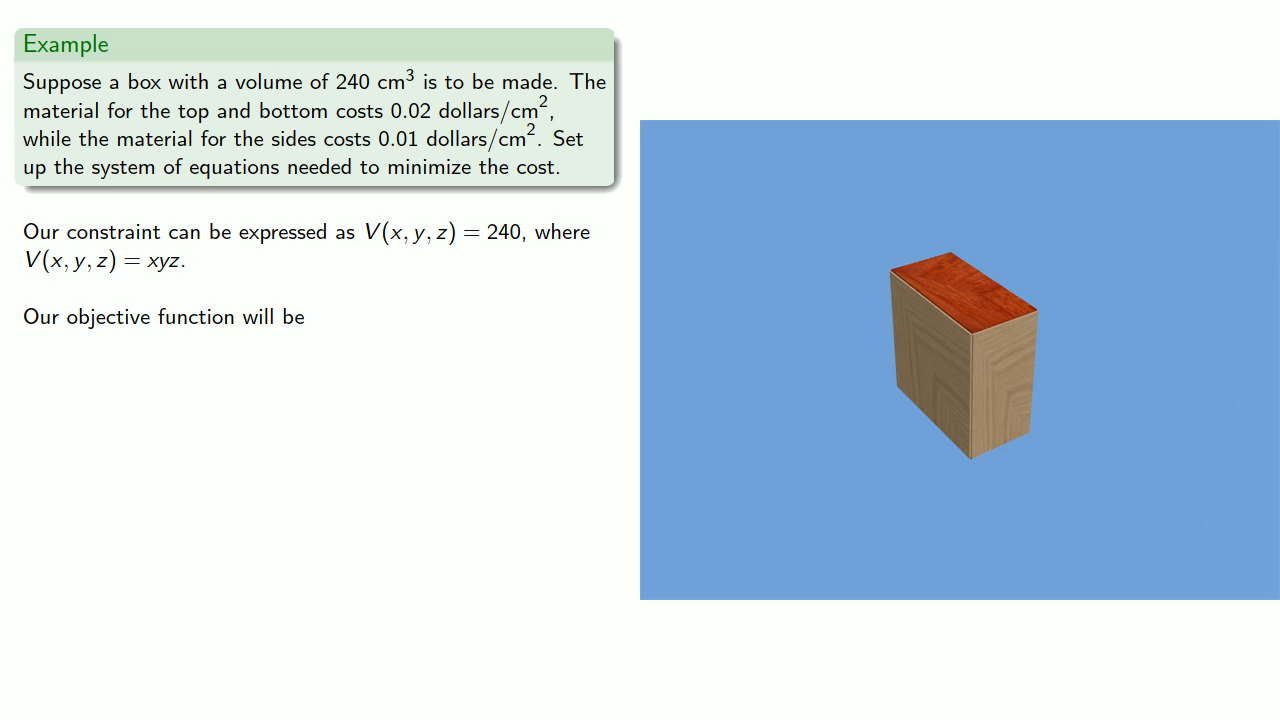 Example
Suppose a box with a volume of 240 cm³ is to be made. The
material for the top and bottom costs 0.02 dollars/cm²,
while the material for the sides costs 0.01 dollars/cm². Set
up the system of equations needed to minimize the cost.
Our constraint can be expressed as V(x, y, z) = 240, where
V(x, y, z) = xyz.
Our objective function will be